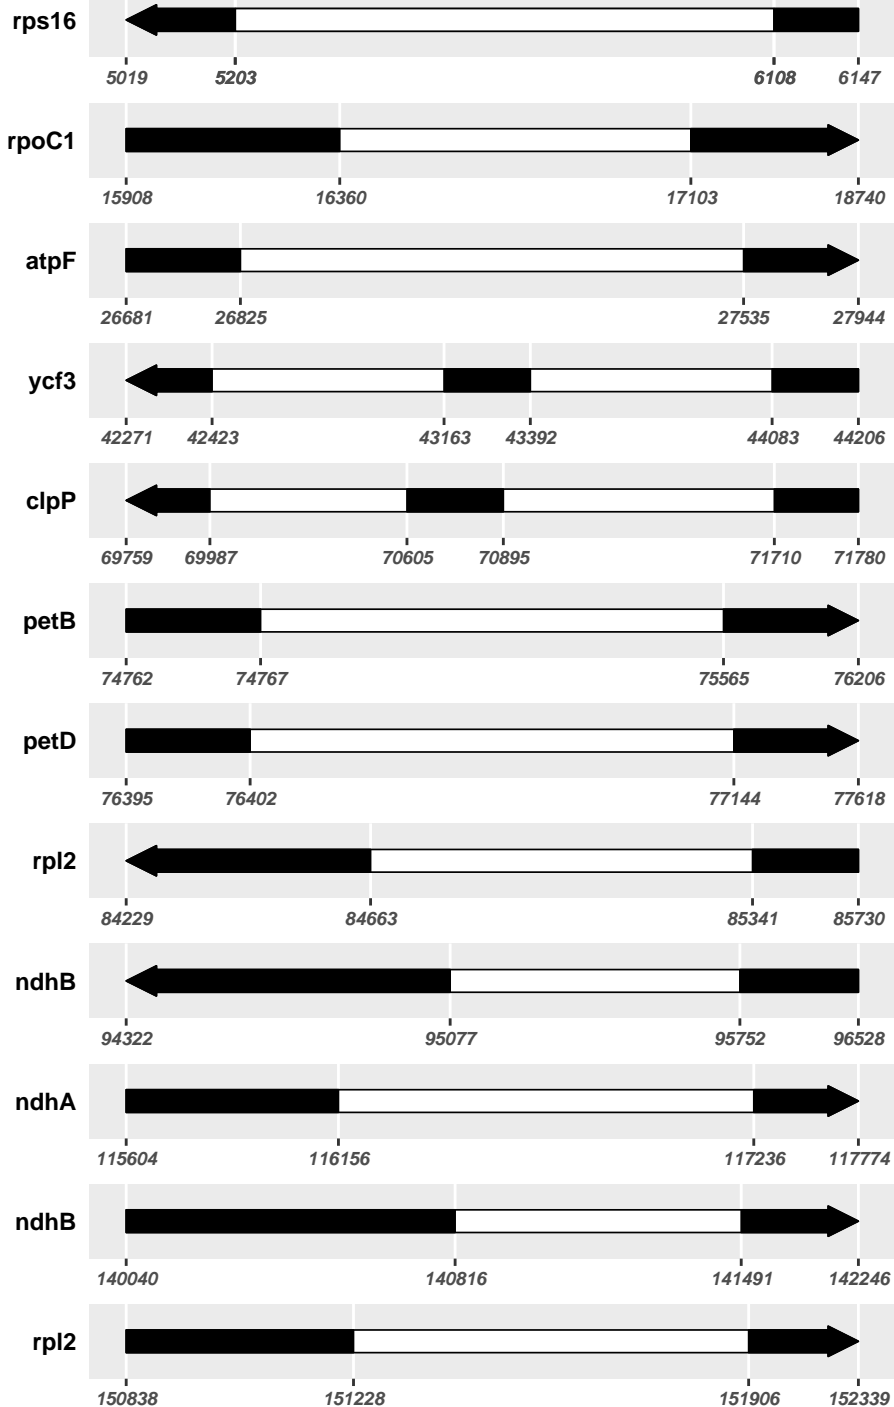 rps16
5019 5203 6108 6147
rpoC1
15908 16360 17103 18740
atpF
26681 26825 27535 27944
ycf3
42271 42423 43163 43392 44083 44206
clpP
69759 69987 70605 70895 71710 71780
petB
74762 74767 75565 76206
petD
76395 76402 77144 77618
rpl2
84229 84663 85341 85730
ndhB
94322 95077 95752 96528
ndhA
115604 116156 117236 117774
ndhB
140040 140816 141491 142246
rpl2
150838 151228 151906 152339